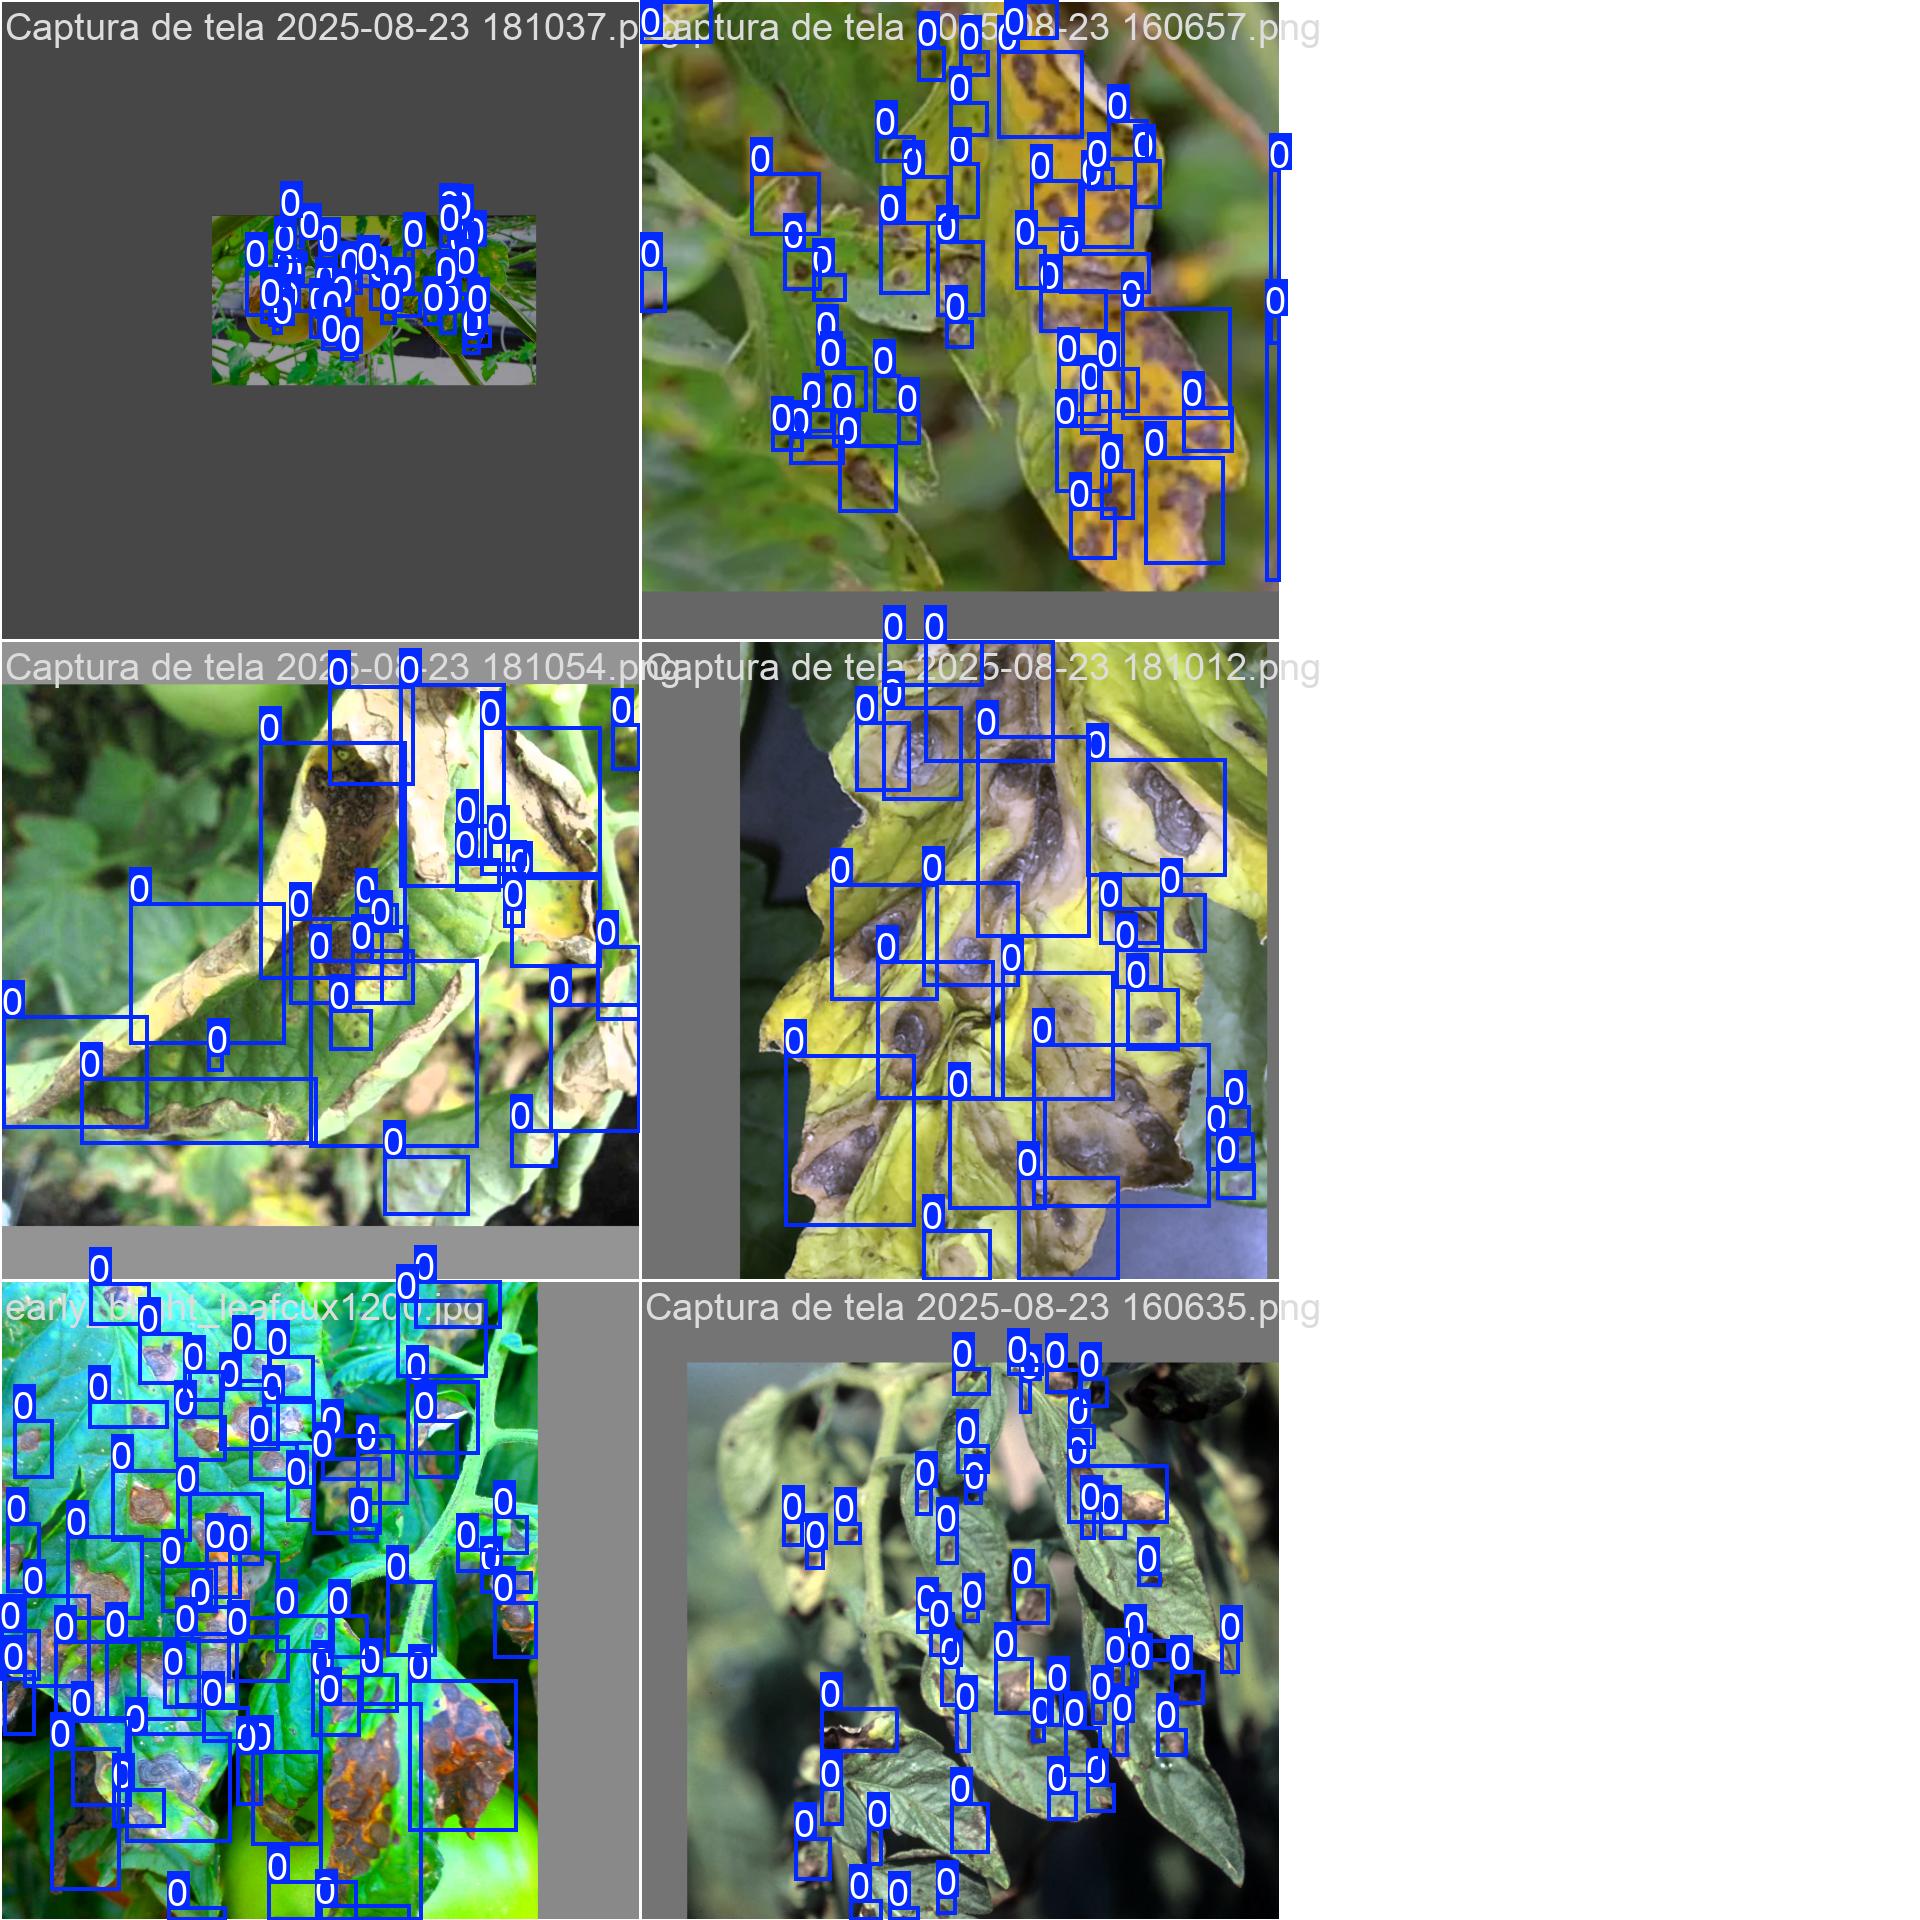 Captura de tela 2025-08-23 181037.png
Captura de tela 2025-08-23 160657.png
Captura de tela 2025-08-23 181054.png
Captura de tela 2025-08-23 181012.png
early_blight_leafcux1200.jpg
Captura de tela 2025-08-23 160635.png